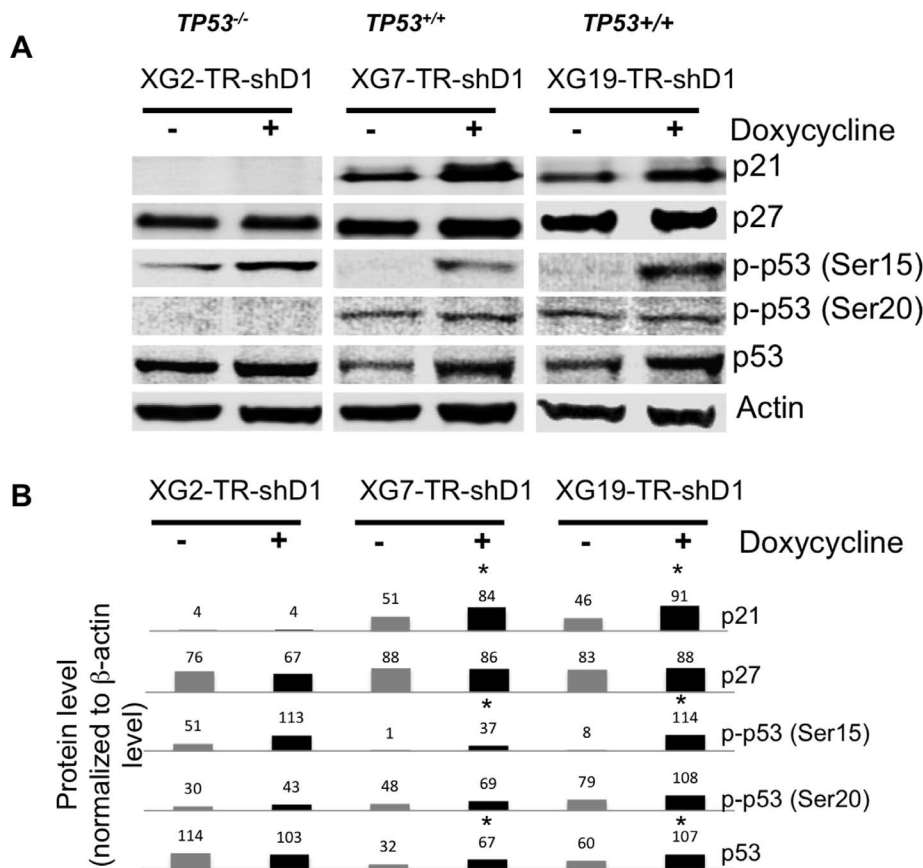 TP53-/- TP53+/+ TP53+/+
A
XG2-TR-shD1 XG7-TR-shD1 XG19-TR-shD1
- + - + - + Doxycycline
p21
p27
p-p53 (Ser15)
p-p53 (Ser20)
p53
Actin
B
XG2-TR-shD1 XG7-TR-shD1 XG19-TR-shD1
- + - + - + Doxycycline
* *
4 4 51 84 46 91 p21
76 67 88 86 83 88 p27
* *
51 113 1 37 8 114 p-p53 (Ser15)
30 43 48 69 79 108 p-p53 (Ser20)
* *
114 103 32 67 60 107 p53
Protein level
(normalized to β-actin
level)